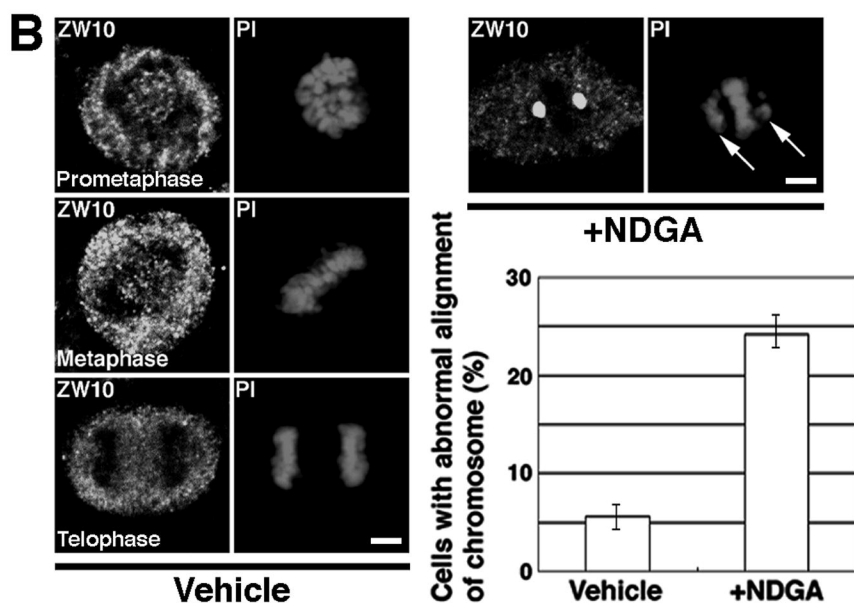 B
ZW10 PI
Prometaphase
ZW10 PI
Metaphase
ZW10 PI
Telophase
Vehicle
ZW10 PI
+NDGA
Cells with abnormal alignment
of chromosome (%)
30
20
10
0
Vehicle +NDGA